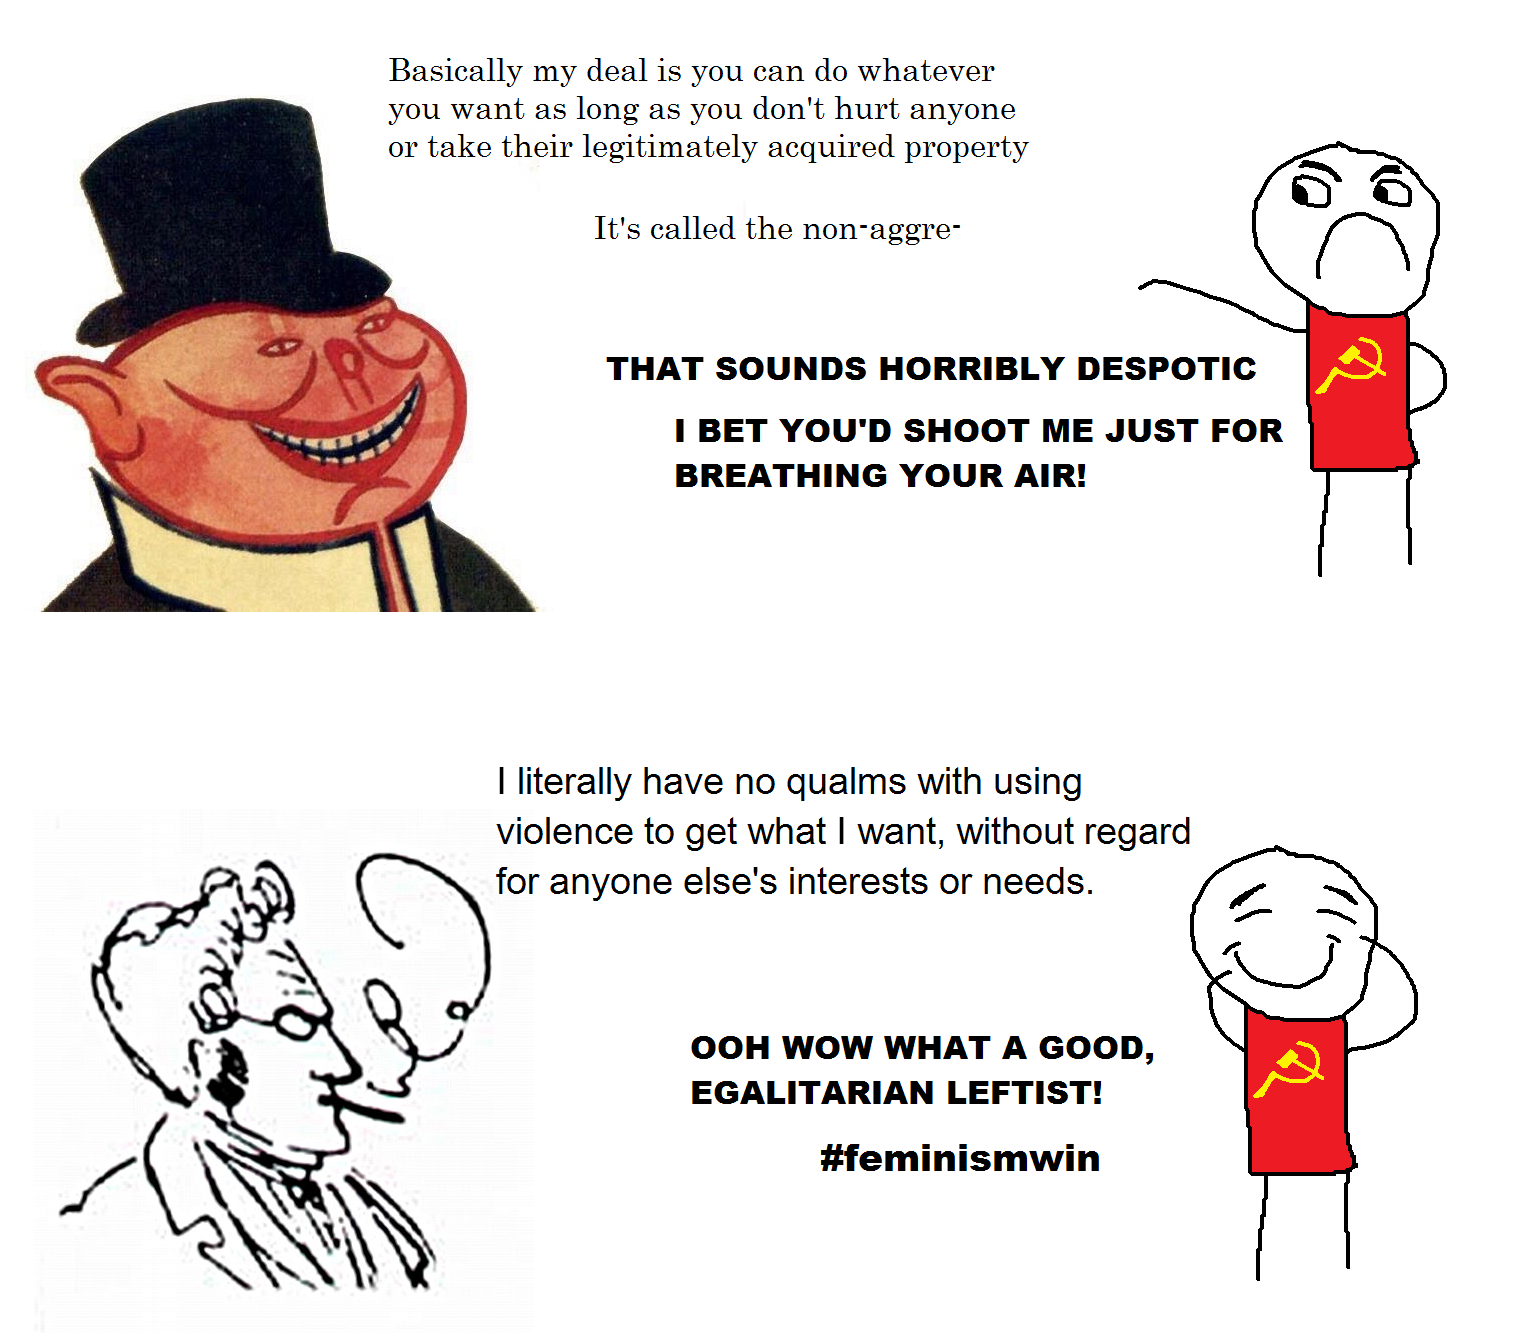 Basically my deal is you can do whatever
you want as long as you don't hurt anyone
or take their legitimately acquired property
It's called the non-aggre-
THAT SOUNDS HORRIBLY DESPOTIC
I BET YOU'D SHOOT ME JUST FOR
BREATHING YOUR AIR!
I literally have no qualms with using
violence to get what I want, without regard
for anyone else's interests or needs.
OOH WOW WHAT A GOOD,
EGALITARIAN LEFTIST!
#feminismwin